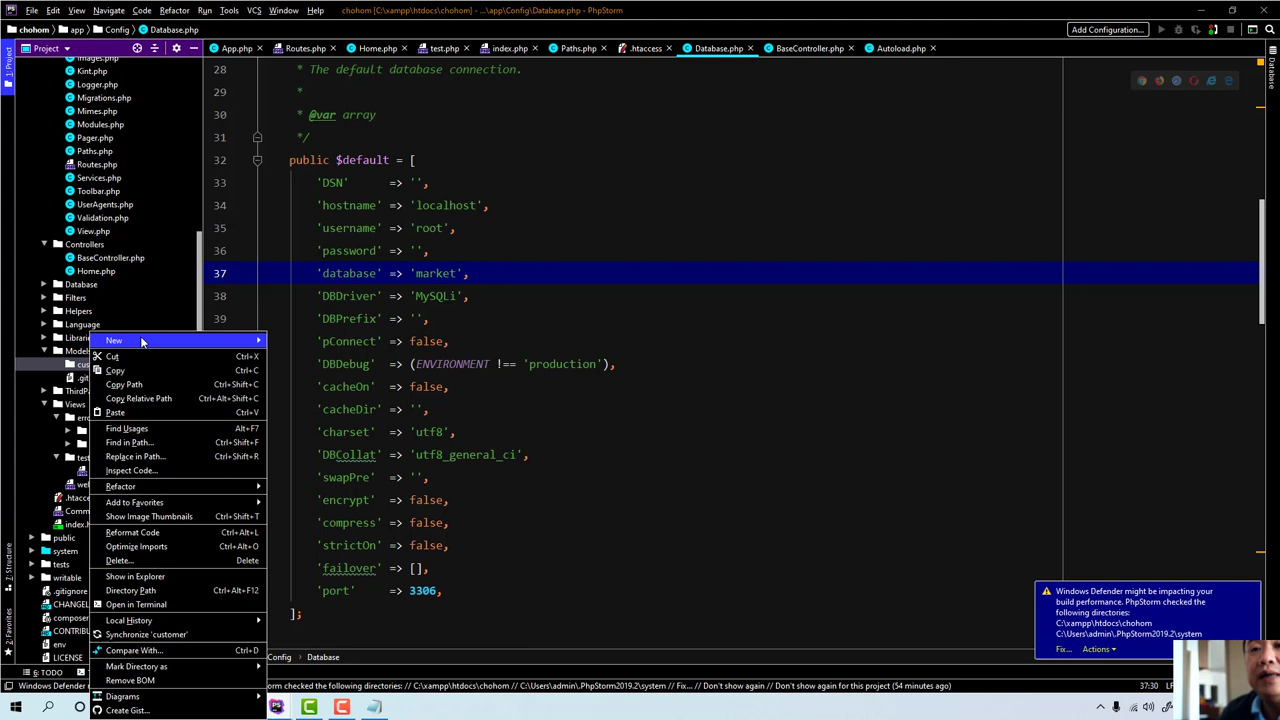 File Edit View Navigate Code Refactor Run Tools VCS Window Help chohom [C:\xampp\htdocs\chohom] - ...\app\Config\Database.php - PhpStorm
chohom app Config Database.php Add Configuration...
Project App.php Routes.php Home.php test.php index.php Paths.php .htaccess Database.php BaseController.php Autoload.php
1: Project
Database
Images.php
Kint.php
Logger.php
Migrations.php
Mimes.php
Modules.php
Pager.php
Paths.php
Routes.php
Services.php
Toolbar.php
UserAgents.php
Validation.php
View.php
Controllers
BaseController.php
Home.php
Database
Filters
Helpers
Language
Librari
Models
cus
.git
ThirdP
Views
erro
test
wel
.htacce
Comm
index.h
public
system
tests
writable
.gitignore
CHANGEL
composer
CONTRIBU
env
LICENSE
7: Structure
2: Favorites
28 * The default database connection.
29 *
30 * @var array
31 */
32 public $default = [
33 'DSN' => '',
34 'hostname' => 'localhost',
35 'username' => 'root',
36 'password' => '',
37 'database' => 'market',
38 'DBDriver' => 'MySQLi',
39 'DBPrefix' => '',
'pConnect' => false,
'DBDebug' => (ENVIRONMENT !== 'production'),
'cacheOn' => false,
'cacheDir' => '',
'charset' => 'utf8',
'DBCollat' => 'utf8_general_ci',
'swapPre' => '',
'encrypt' => false,
'compress' => false,
'strictOn' => false,
'failover' => [],
'port' => 3306,
];
New
Cut Ctrl+X
Copy Ctrl+C
Copy Path Ctrl+Shift+C
Copy Relative Path Ctrl+Alt+Shift+C
Paste Ctrl+V
Find Usages Alt+F7
Find in Path... Ctrl+Shift+F
Replace in Path... Ctrl+Shift+R
Inspect Code...
Refactor
Add to Favorites
Show Image Thumbnails Ctrl+Shift+T
Reformat Code Ctrl+Alt+L
Optimize Imports Ctrl+Alt+O
Delete... Delete
Show in Explorer
Directory Path Ctrl+Alt+F12
Open in Terminal
Local History
Synchronize 'customer'
Compare With... Ctrl+D
Mark Directory as
Remove BOM
Diagrams
Create Gist...
Windows Defender might be impacting your
build performance. PhpStorm checked the
following directories:
C:\xampp\htdocs\chohom
C:\Users\admin\.PhpStorm2019.2\system
Fix... Actions
Config Database
6: TODO
Windows Defender
checked the following directories: // C:\xampp\htdocs\chohom // C:\Users\admin\.PhpStorm2019.2\system // Fix... // Don't show again // Don't show again for this project (54 minutes ago) 37:30